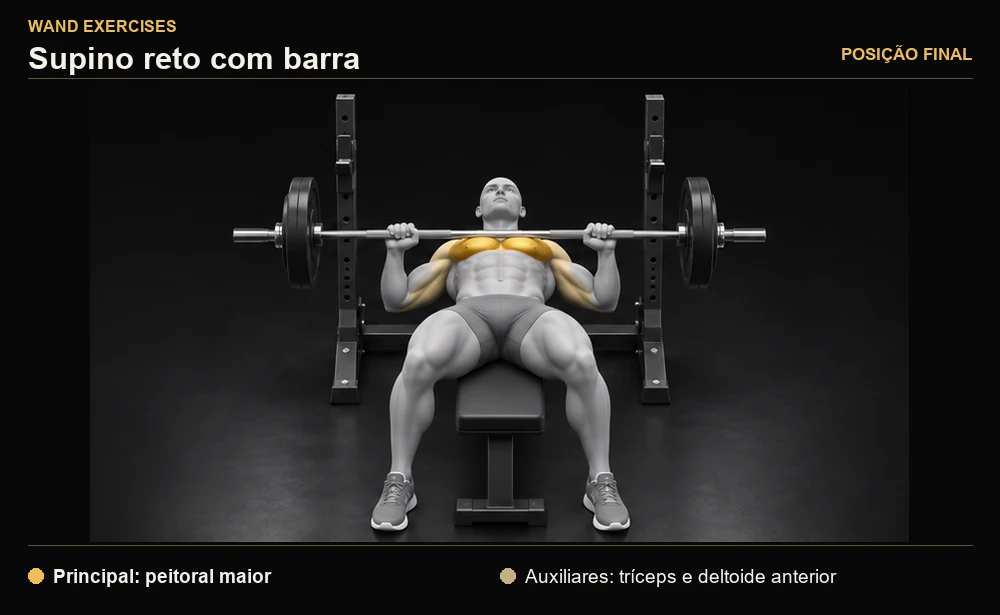 WAND EXERCISES
Supino reto com barra
POSIÇÃO FINAL
Principal: peitoral maior
Auxiliares: tríceps e deltoide anterior